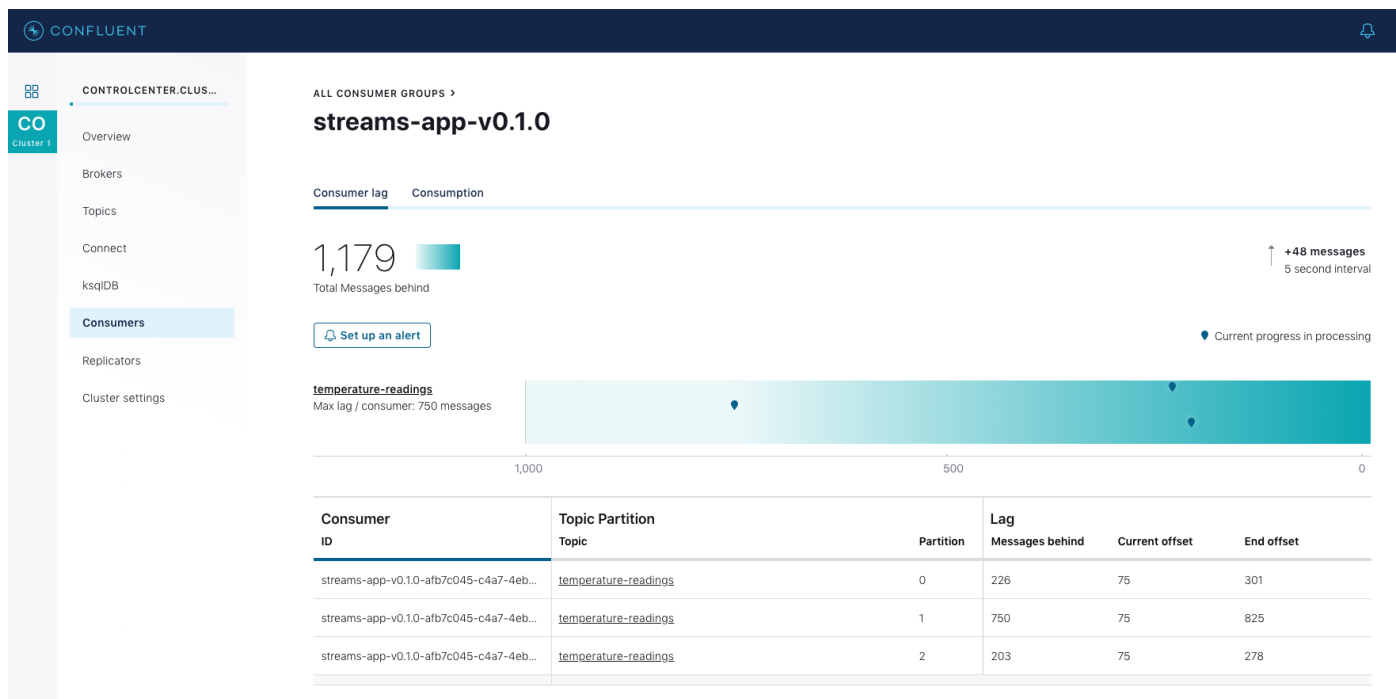 CONFLUENT
CO
Cluster 1
CONTROLCENTER.CLUS...
Overview
Brokers
Topics
Connect
ksqlDB
Consumers
Replicators
Cluster settings
ALL CONSUMER GROUPS >
streams-app-v0.1.0
Consumer lag Consumption
1,179
Total Messages behind
+48 messages
5 second interval
Set up an alert
Current progress in processing
temperature-readings
Max lag / consumer: 750 messages
1,000 500 0
Consumer Topic Partition Lag
ID Topic Partition Messages behind Current offset End offset
streams-app-v0.1.0-afb7c045-c4a7-4eb... temperature-readings 0 226 75 301
streams-app-v0.1.0-afb7c045-c4a7-4eb... temperature-readings 1 750 75 825
streams-app-v0.1.0-afb7c045-c4a7-4eb... temperature-readings 2 203 75 278